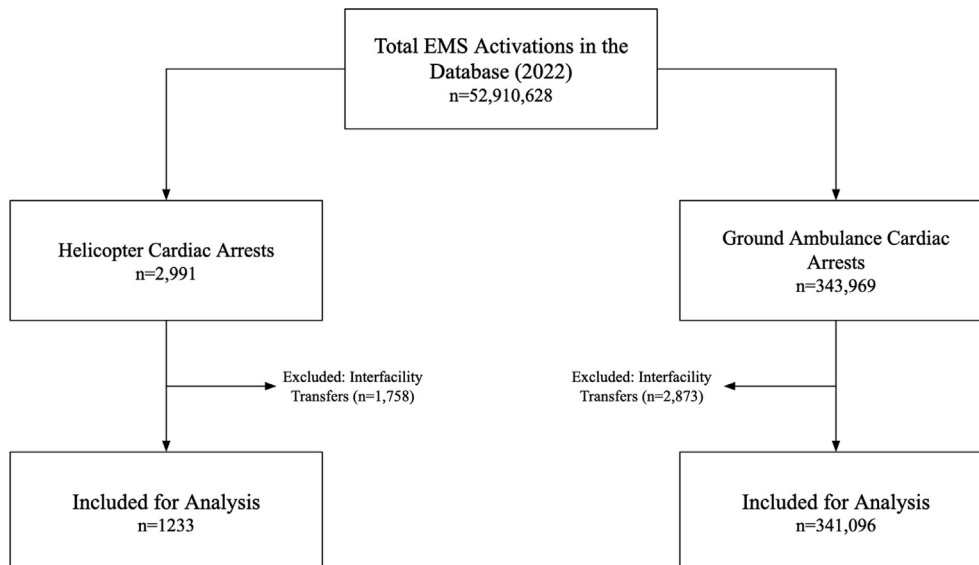 Total EMS Activations in the
Database (2022)
n=52,910,628
Helicopter Cardiac Arrests
n=2,991
Ground Ambulance Cardiac
Arrests
n=343,969
Excluded: Interfacility
Transfers (n=1,758)
Excluded: Interfacility
Transfers (n=2,873)
Included for Analysis
n=1233
Included for Analysis
n=341,096